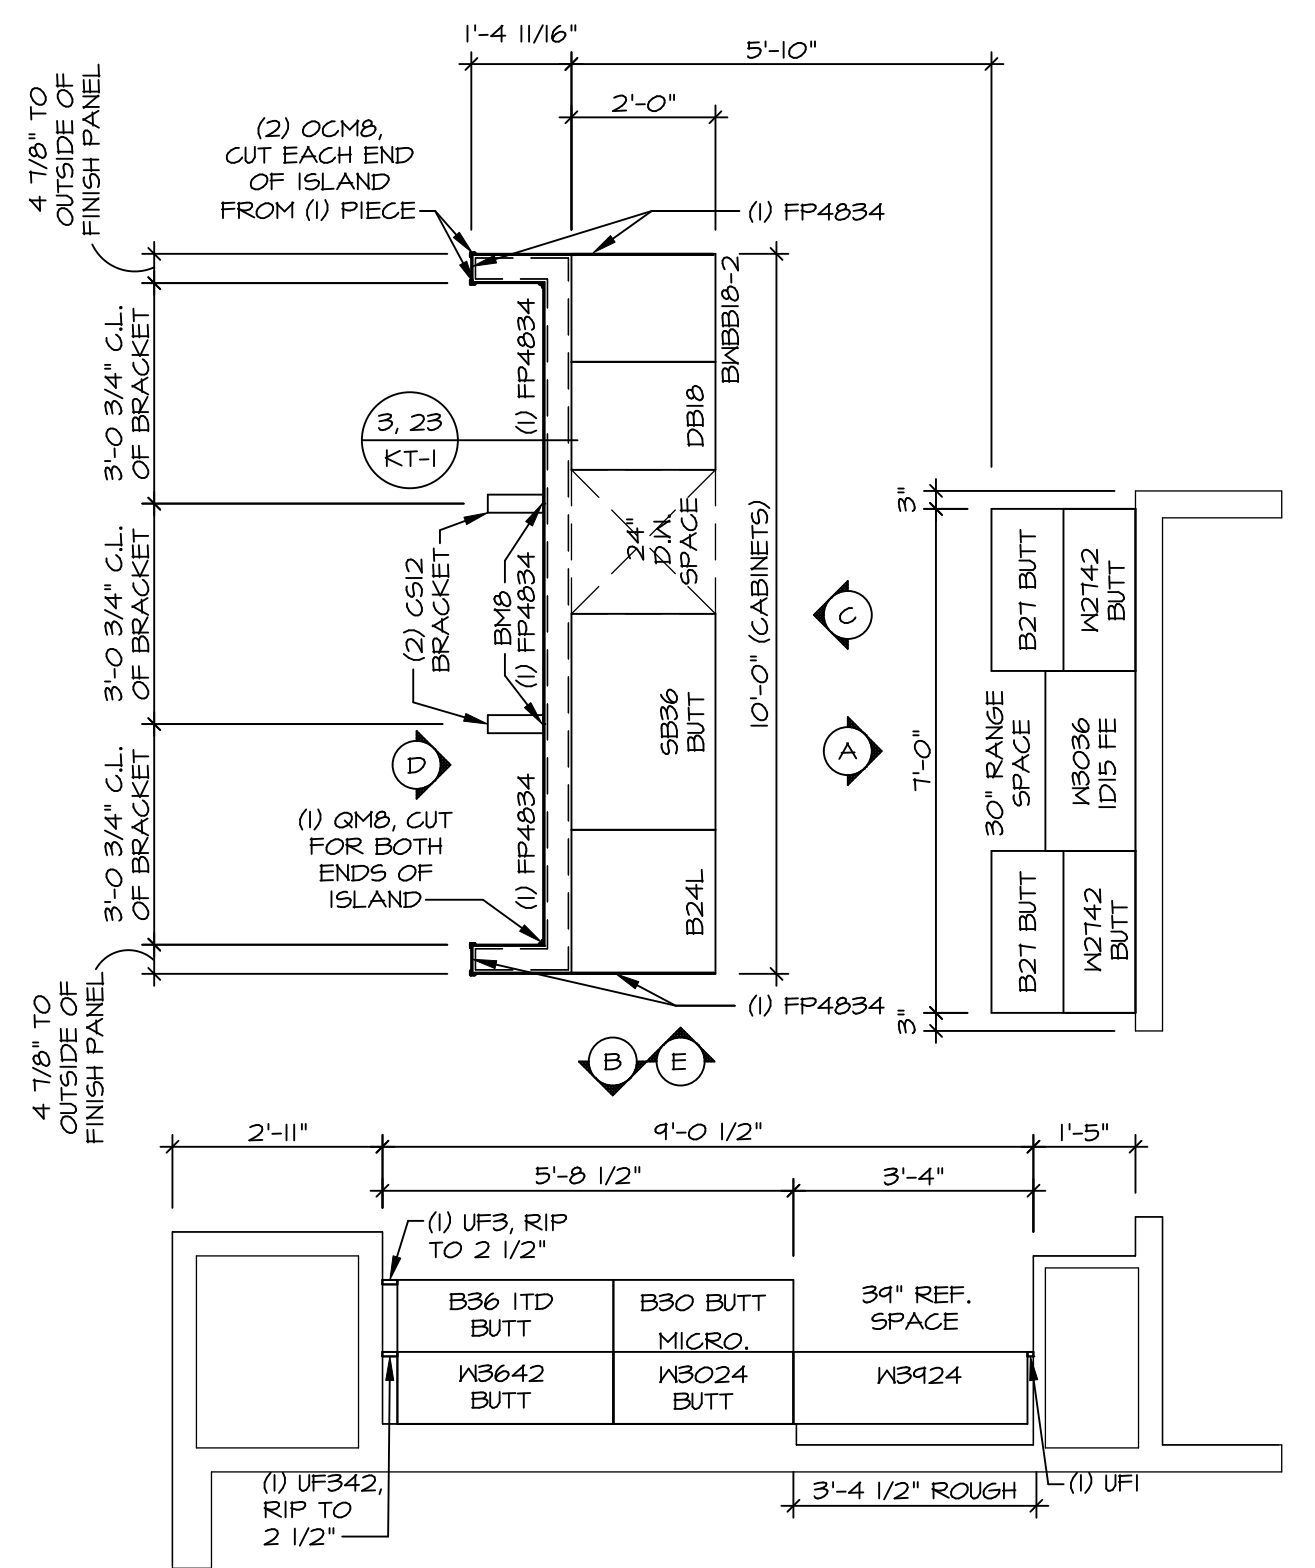 1'-4 11/16"
5'-10"
2'-0"
4 7/8" TO
OUTSIDE OF
FINISH PANEL
(2) OCM8,
CUT EACH END
OF ISLAND
FROM (1) PIECE
(1) FP4834
BWBB18-2
3'-0 3/4" C.L.
OF BRACKET
(1) FP4834
3, 23
KT-1
DB18
24"
D.W.
SPACE
10'-0" (CABINETS)
3'-0 3/4" C.L.
OF BRACKET
(2) CS12
BRACKET
BM8
(1) FP4834
SB36
BUTT
C
A
D
3'-0 3/4" C.L.
OF BRACKET
(1) QM8, CUT
FOR BOTH
ENDS OF
ISLAND
(1) FP4834
B24L
(1) FP4834
4 7/8" TO
OUTSIDE OF
FINISH PANEL
3"
7'-0"
3"
B27 BUTT
W2742
BUTT
30" RANGE
SPACE
W3036
1D15 FE
B27 BUTT
W2742
BUTT
B
E
2'-11"
9'-0 1/2"
1'-5"
5'-8 1/2"
3'-4"
(1) UF3, RIP
TO 2 1/2"
B36 1TD
BUTT
B30 BUTT
MICRO.
39" REF.
SPACE
W3642
BUTT
W3024
BUTT
W3924
(1) UF342,
RIP TO
2 1/2"
3'-4 1/2" ROUGH
(1) UF1